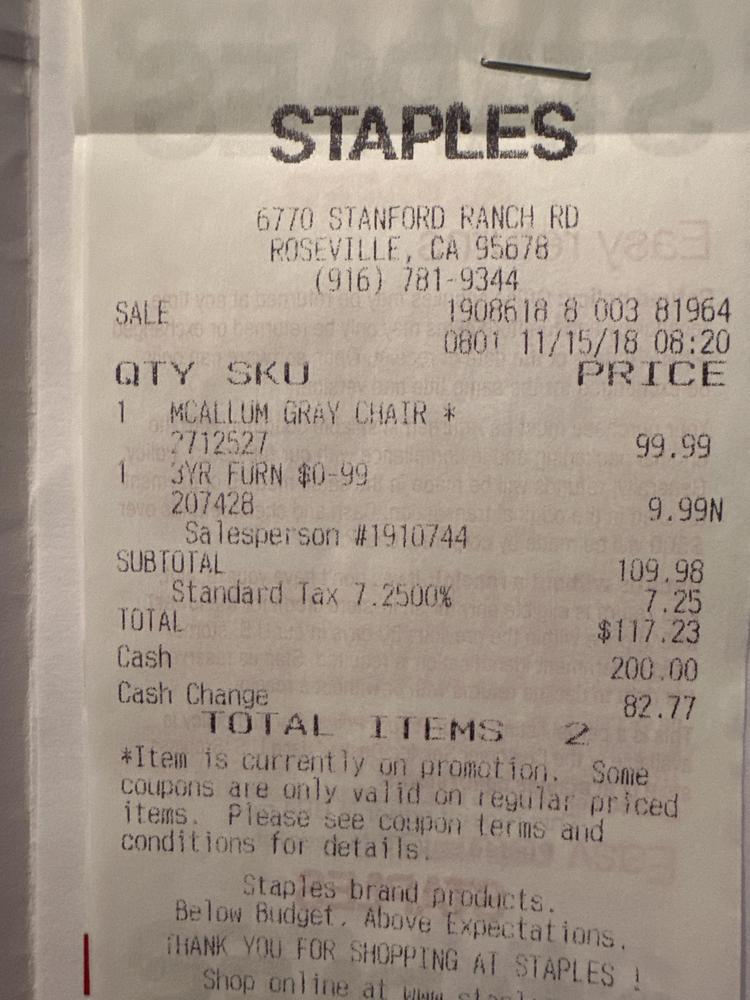 STAPLES
6770 STANFORD RANCH RD
ROSEVILLE, CA 95678
(916) 781-9344
SALE 1908618 8 003 81964
0801 11/15/18 08:20
QTY SKU PRICE
1 MCALLUM GRAY CHAIR *
2712527 99.99
1 3YR FURN $0-99
207428 9.99N
Salesperson #1910744
SUBTOTAL 109.98
Standard Tax 7.2500% 7.25
TOTAL $117.23
Cash 200.00
Cash Change 82.77
TOTAL ITEMS 2
*Item is currently on promotion. Some
coupons are only valid on regular priced
items. Please see coupon terms and
conditions for details.
Staples brand products.
Below Budget. Above Expectations.
THANK YOU FOR SHOPPING AT STAPLES !
Shop online at www.